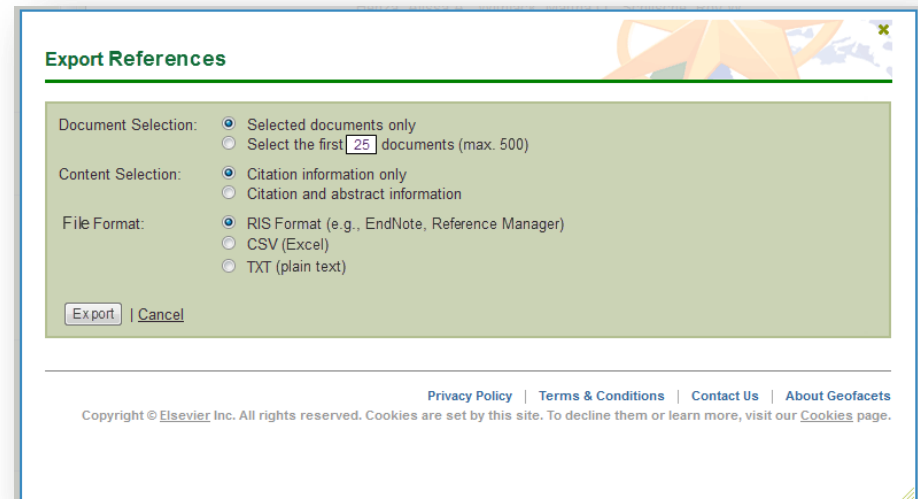 Export References
Document Selection: Selected documents only
Select the first 25 documents (max. 500)
Content Selection: Citation information only
Citation and abstract information
File Format: RIS Format (e.g., EndNote, Reference Manager)
CSV (Excel)
TXT (plain text)
Export | Cancel
Privacy Policy | Terms & Conditions | Contact Us | About Geofacets
Copyright © Elsevier Inc. All rights reserved. Cookies are set by this site. To decline them or learn more, visit our Cookies page.